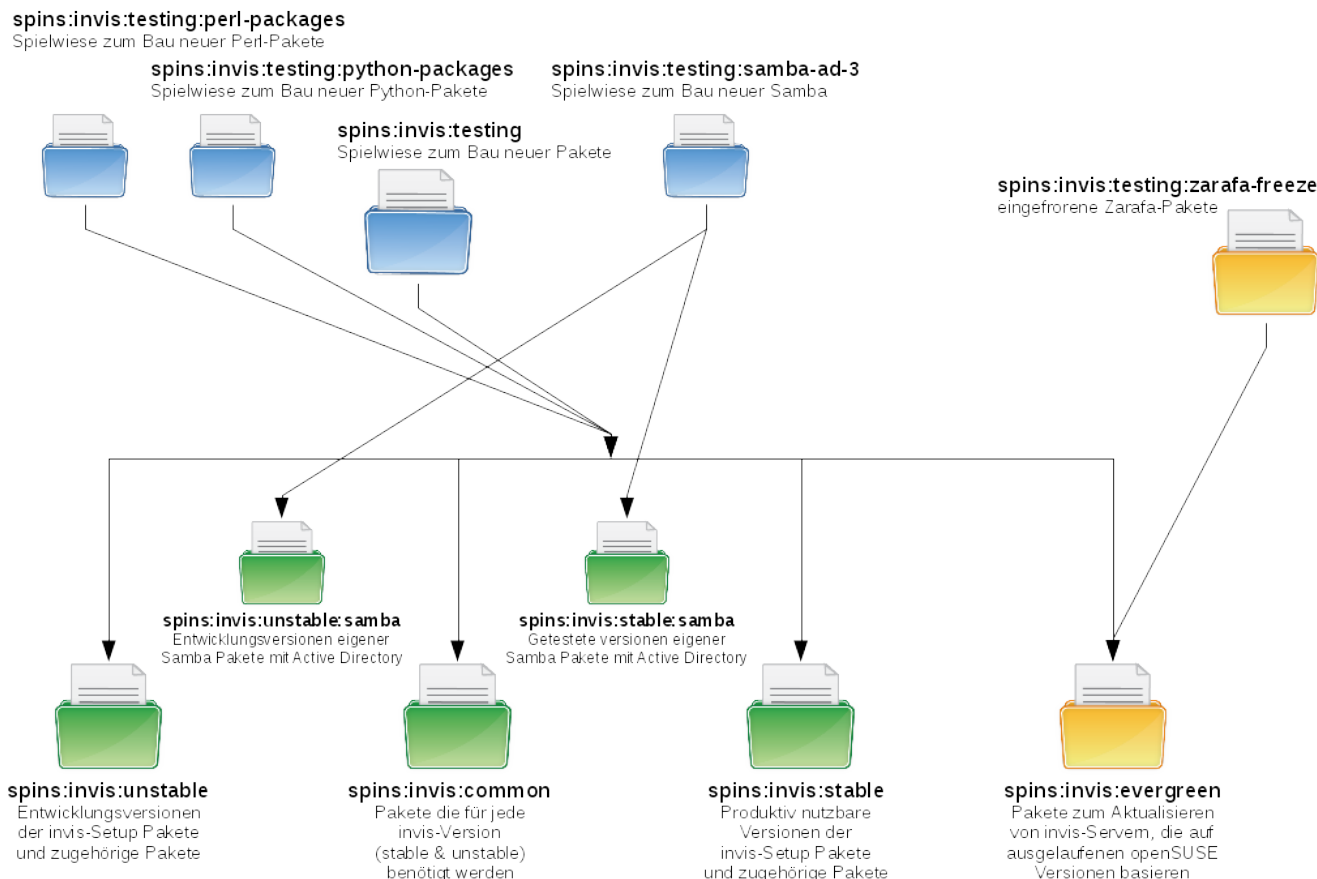 spins:invis:testing:perl-packages
Spielwiese zum Bau neuer Perl-Pakete
spins:invis:testing:python-packages
Spielwiese zum Bau neuer Python-Pakete
spins:invis:testing:samba-ad-3
Spielwiese zum Bau neuer Samba
spins:invis:testing
Spielwiese zum Bau neuer Pakete
spins:invis:testing:zarafa-freeze
eingefrorene Zarafa-Pakete
spins:invis:unstable:samba
Entwicklungsversionen eigener
Samba Pakete mit Active Directory
spins:invis:stable:samba
Getestete versionen eigener
Samba Pakete mit Active Directory
spins:invis:unstable
Entwicklungsversionen
der invis-Setup Pakete
und zugehörige Pakete
spins:invis:common
Pakete die für jede
invis-Version
(stable & unstable)
benötigt werden
spins:invis:stable
Produktiv nutzbare
Versionen der
invis-Setup Pakete
und zugehörige Pakete
spins:invis:evergreen
Pakete zum Aktualisieren
von invis-Servern, die auf
ausgelaufenen openSUSE
Versionen basieren